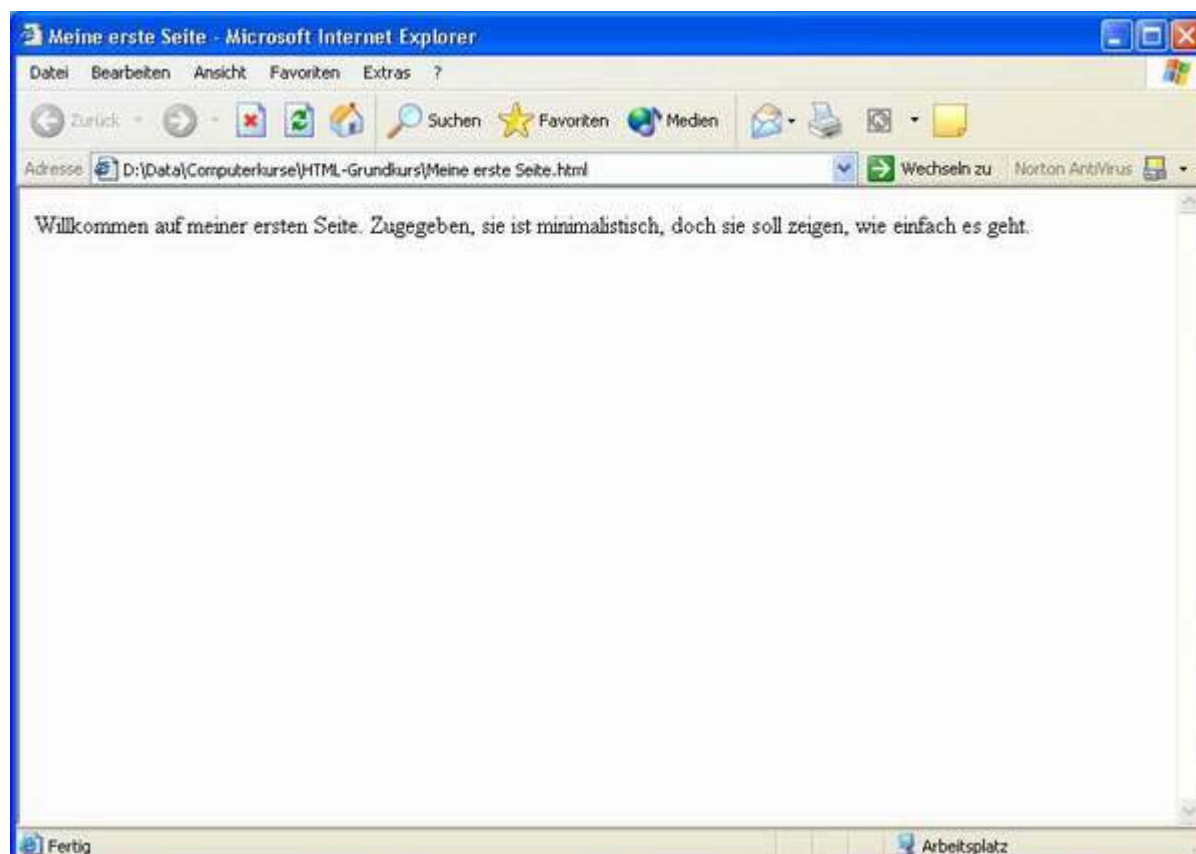 Meine erste Seite - Microsoft Internet Explorer
Datei Bearbeiten Ansicht Favoriten Extras ?
Zurück Suchen Favoriten Medien
Adresse D:\Data\Computerkurse\HTML-Grundkurs\Meine erste Seite.html Wechseln zu Norton AntiVirus
Willkommen auf meiner ersten Seite. Zugegeben, sie ist minimalistisch, doch sie soll zeigen, wie einfach es geht.
Fertig Arbeitsplatz